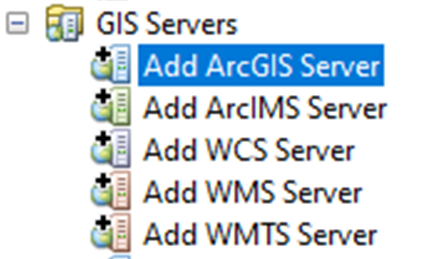 GIS Servers
Add ArcGIS Server
Add ArcIMS Server
Add WCS Server
Add WMS Server
Add WMTS Server